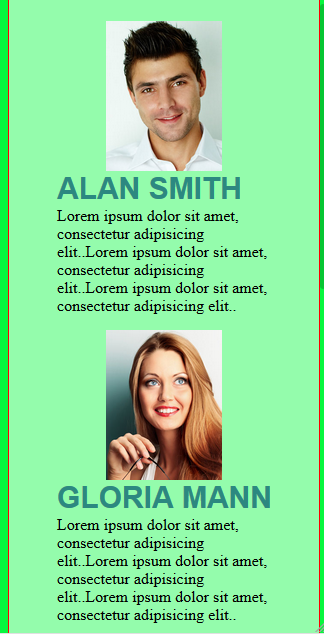 ALAN SMITH
Lorem ipsum dolor sit amet,
consectetur adipisicing
elit..Lorem ipsum dolor sit amet,
consectetur adipisicing
elit..Lorem ipsum dolor sit amet,
consectetur adipisicing elit..
GLORIA MANN
Lorem ipsum dolor sit amet,
consectetur adipisicing
elit..Lorem ipsum dolor sit amet,
consectetur adipisicing
elit..Lorem ipsum dolor sit amet,
consectetur adipisicing elit..